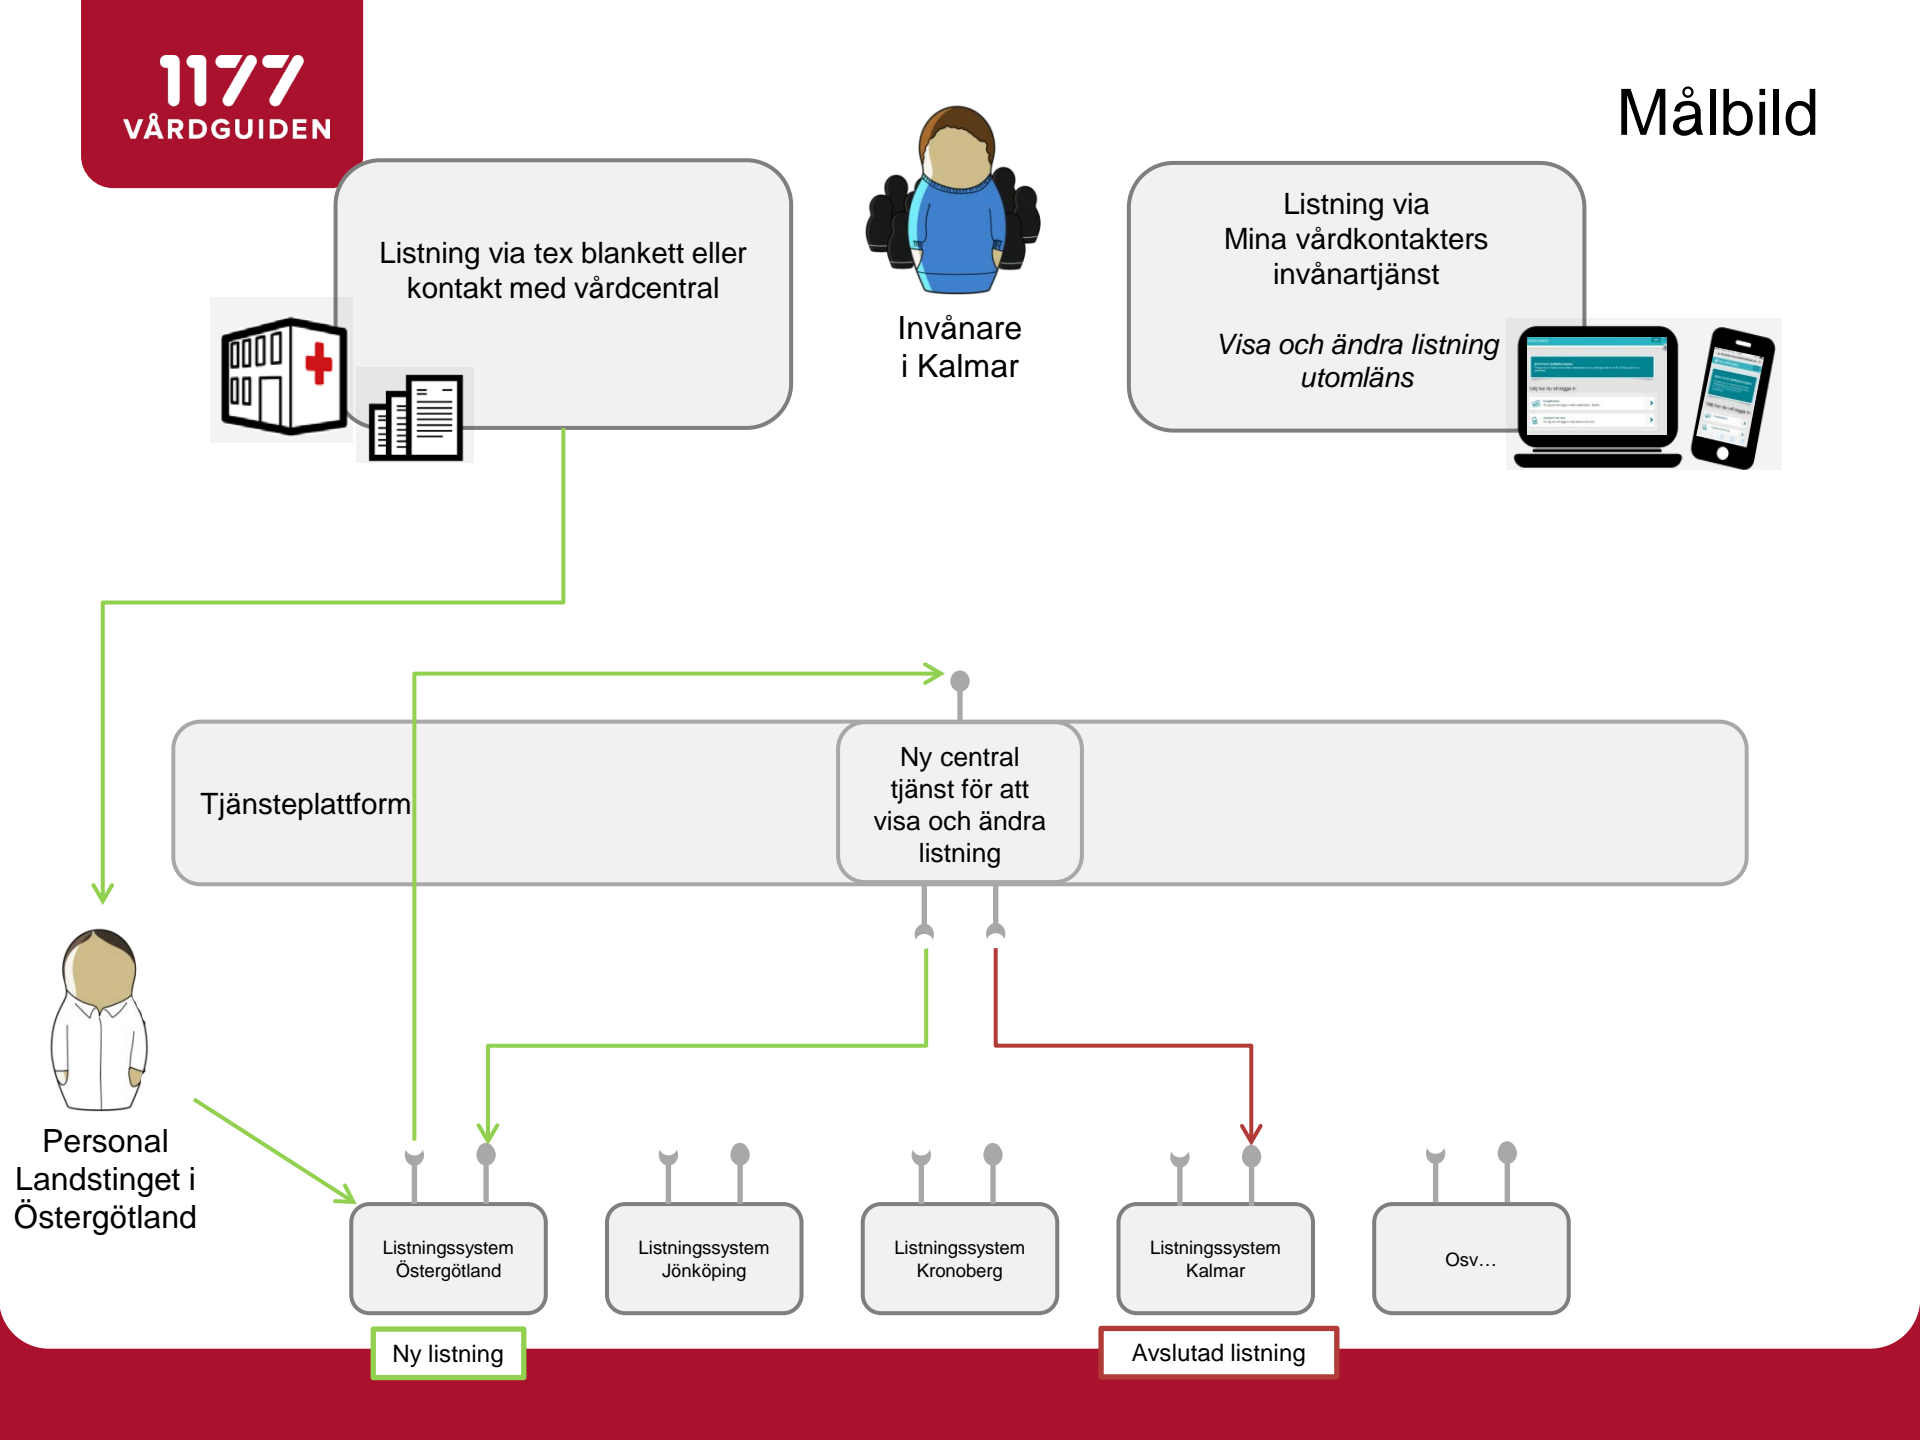 1177
VÅRDGUIDEN
Målbild
Listning via tex blankett eller
kontakt med vårdcentral
Invånare
i Kalmar
Listning via
Mina vårdkontakters
invånartjänst
Visa och ändra listning
utomläns
Tjänsteplattform
Ny central
tjänst för att
visa och ändra
listning
Personal
Landstinget i
Östergötland
Listningssystem
Östergötland
Listningssystem
Jönköping
Listningssystem
Kronoberg
Listningssystem
Kalmar
Osv…
Ny listning
Avslutad listning